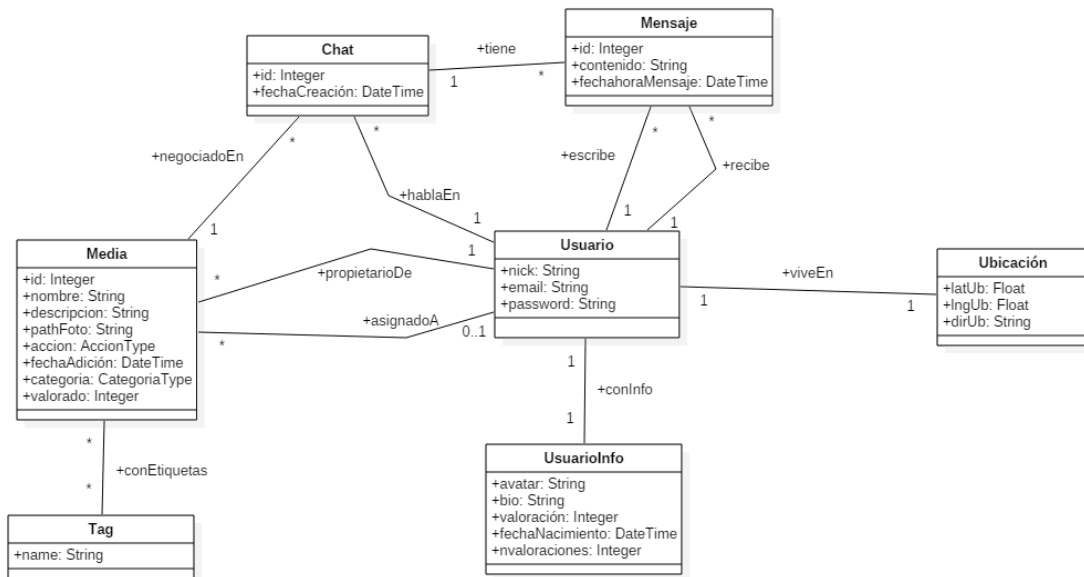 Chat
+id: Integer
+fechaCreación: DateTime
+tiene
1
*
Mensaje
+id: Integer
+contenido: String
+fechahoraMensaje: DateTime
*
+negociadoEn
1
*
+hablaEn
1
*
+escribe
1
*
+recibe
1
Media
+id: Integer
+nombre: String
+descripcion: String
+pathFoto: String
+accion: AccionType
+fechaAdición: DateTime
+categoria: CategoriaType
+valorado: Integer
*
+propietarioDe
1
*
+asignadoA
0..1
Usuario
+nick: String
+email: String
+password: String
1
+viveEn
1
Ubicación
+latUb: Float
+lngUb: Float
+dirUb: String
1
+conInfo
1
UsuarioInfo
+avatar: String
+bio: String
+valoración: Integer
+fechaNacimiento: DateTime
+nvaloraciones: Integer
*
+conEtiquetas
*
Tag
+name: String